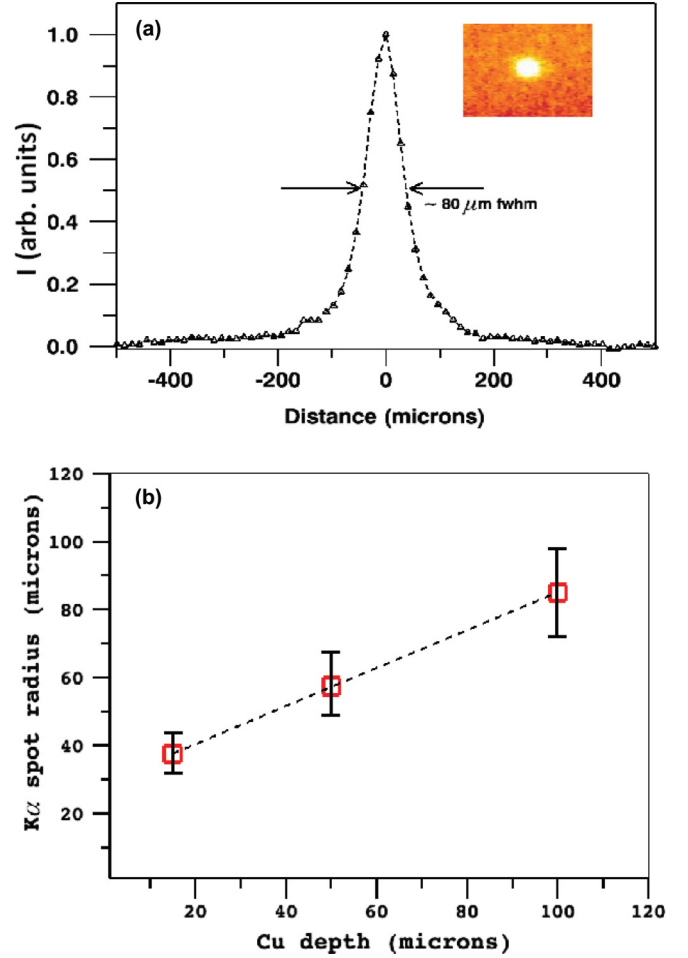 (a)
1.0
0.8
0.6
0.4
0.2
0.0
I (arb. units)
~ 80 μm fwhm
-400 -200 0 200 400
Distance (microns)
(b)
120
100
80
60
40
20
Kα spot radius (microns)
20 40 60 80 100 120
Cu depth (microns)